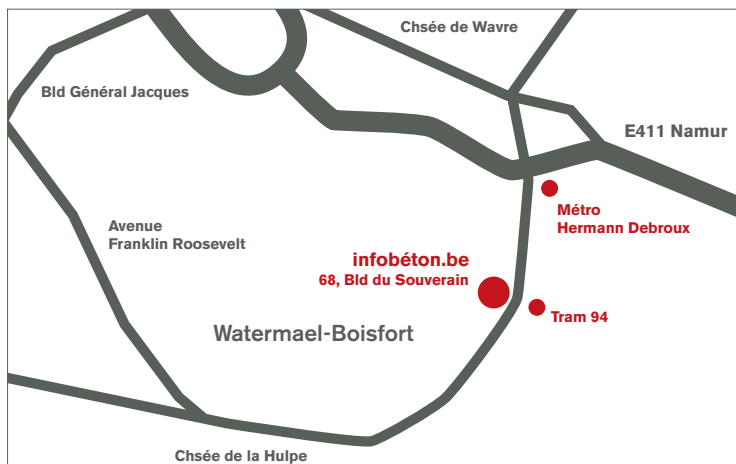 Chsée de Wavre
Bld Général Jacques
E411 Namur
Métro
Hermann Debroux
Avenue
Franklin Roosevelt
infobéton.be
68, Bld du Souverain
Tram 94
Watermael-Boisfort
Chsée de la Hulpe